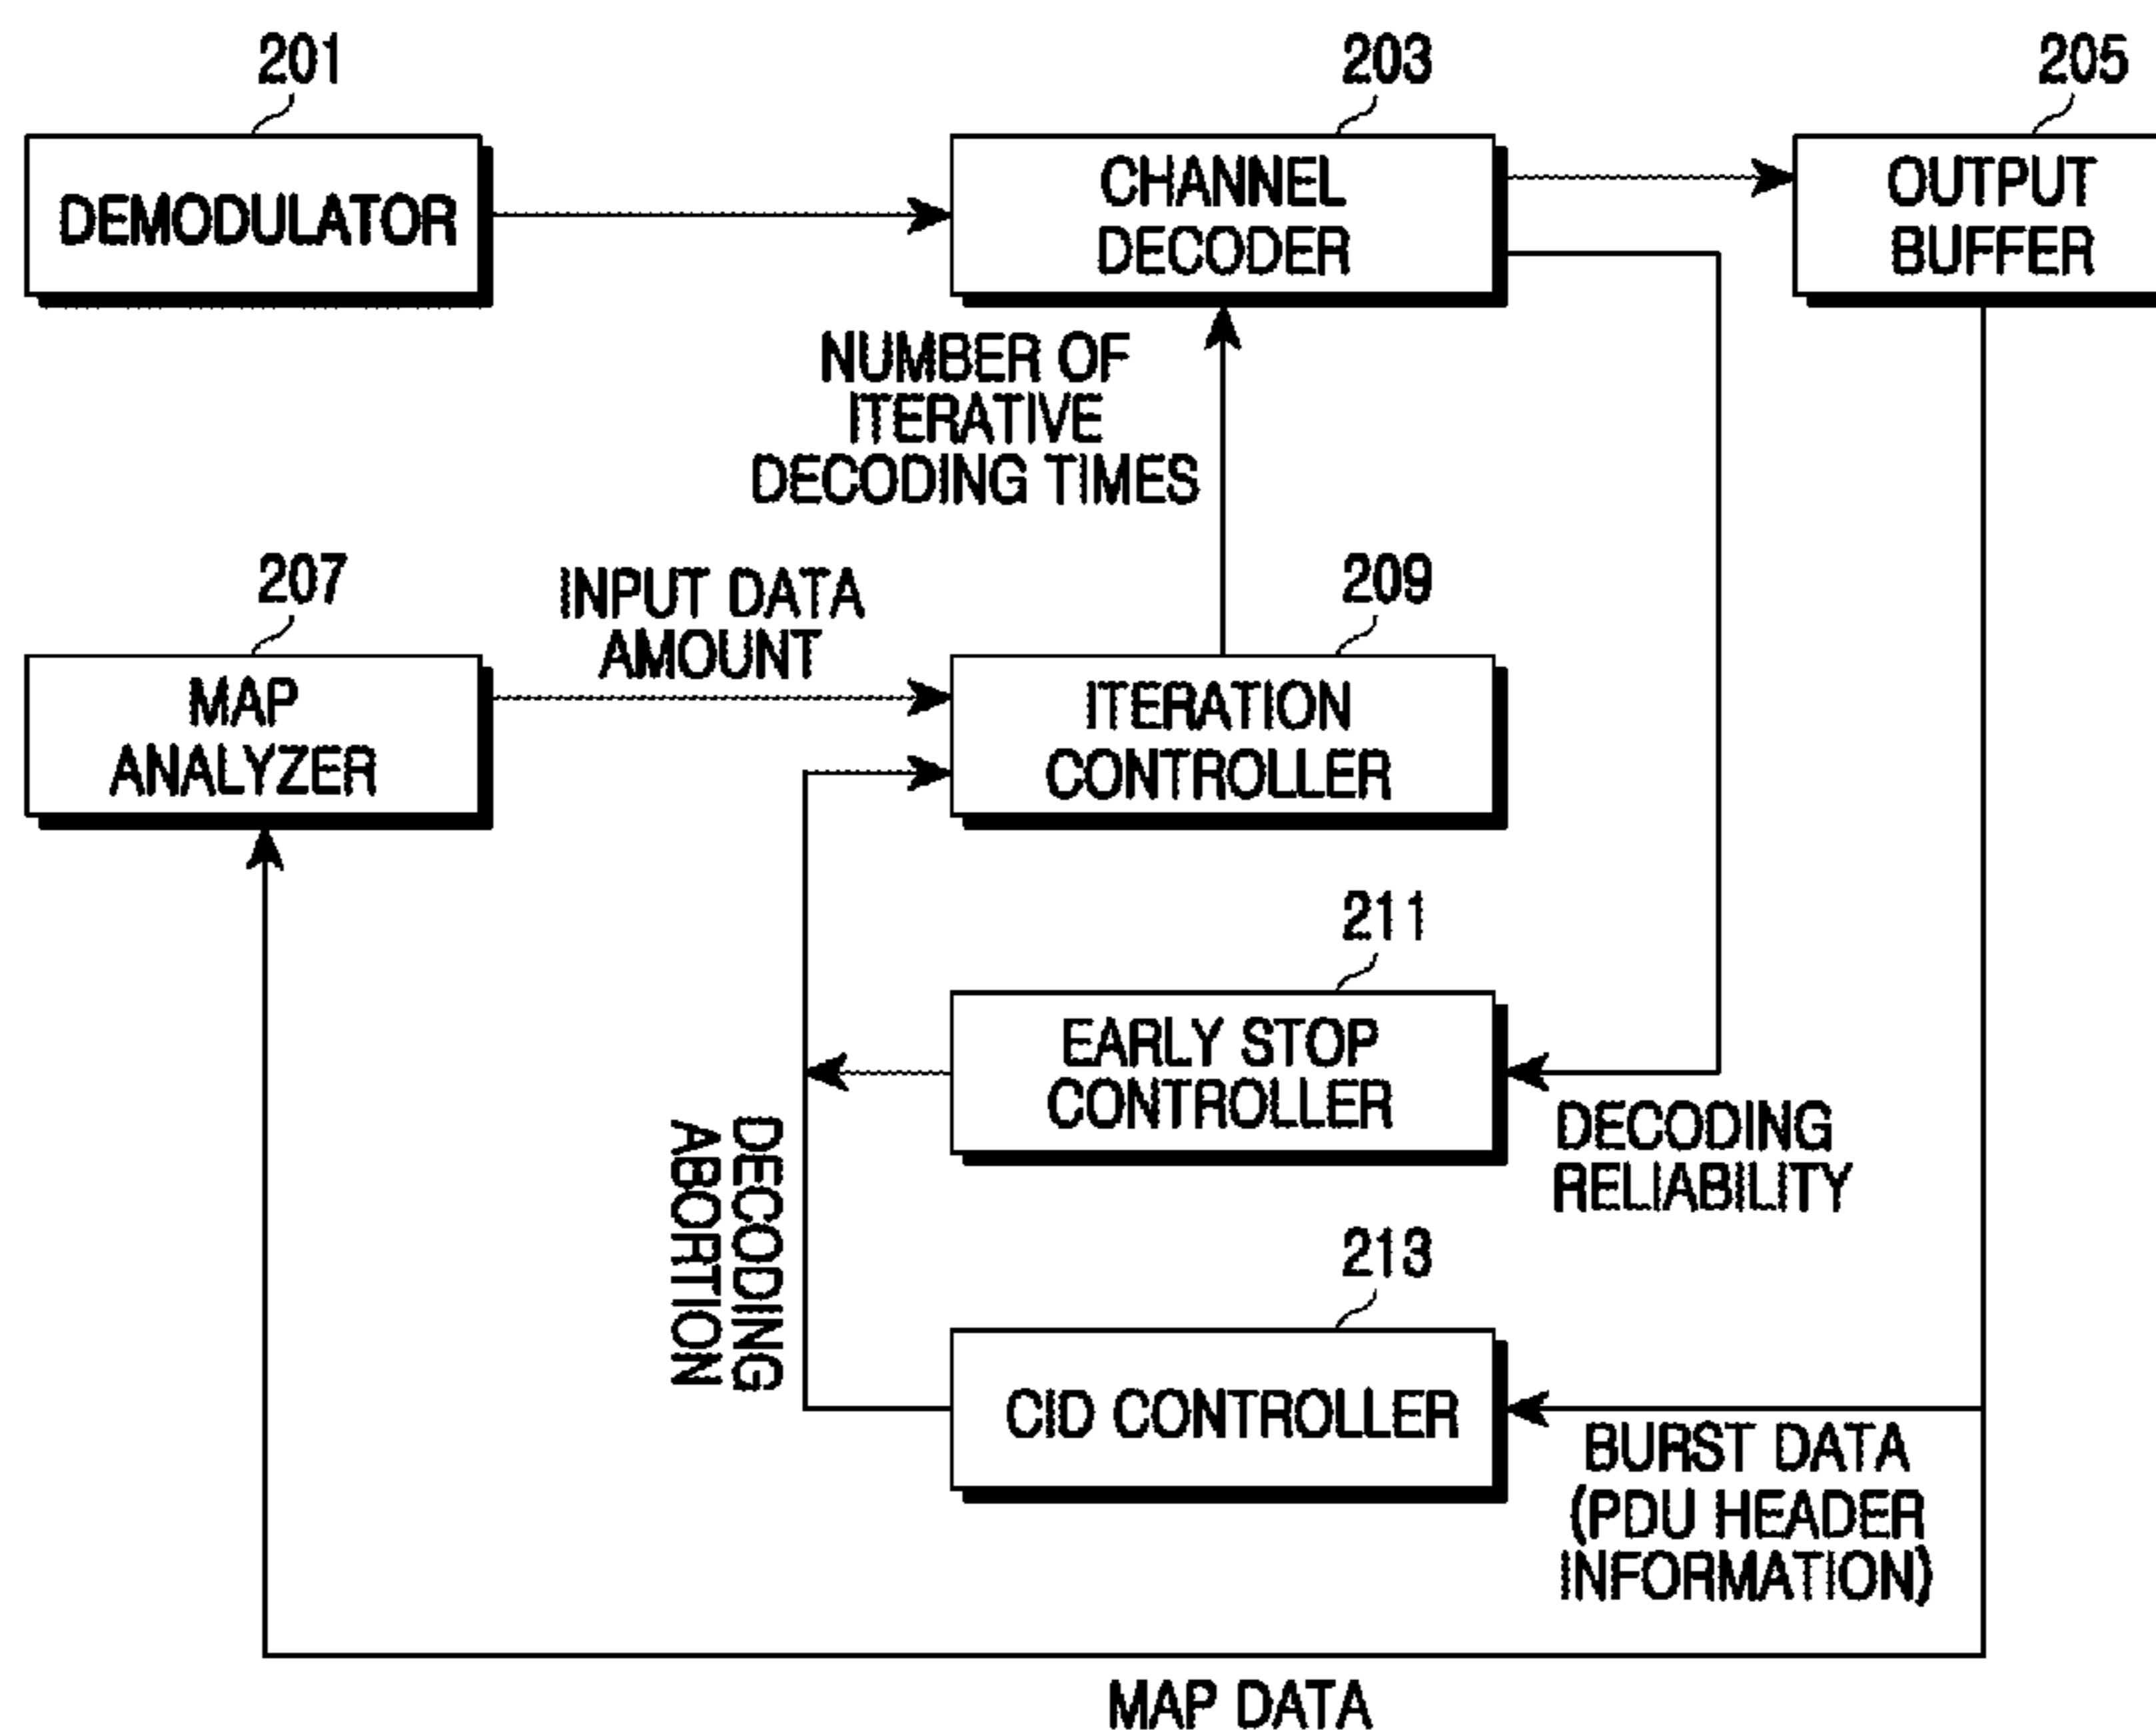 201
203
205
DEMODULATOR
CHANNEL
DECODER
OUTPUT
BUFFER
NUMBER OF
ITERATIVE
DECODING TIMES
207
INPUT DATA
AMOUNT
209
MAP
ANALYZER
ITERATION
CONTROLLER
211
EARLY STOP
CONTROLLER
DECODING
RELIABILITY
DECODING
ABORTION
213
CID CONTROLLER
BURST DATA
(PDU HEADER
INFORMATION)
MAP DATA